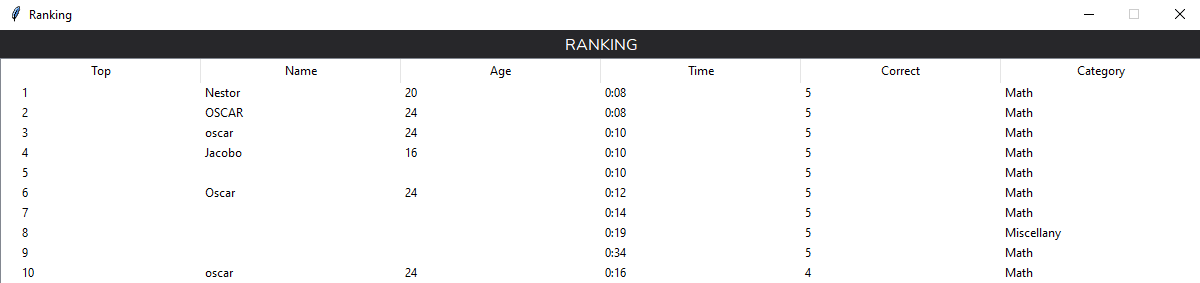 Ranking
RANKING
Top Name Age Time Correct Category
1 Nestor 20 0:08 5 Math
2 OSCAR 24 0:08 5 Math
3 oscar 24 0:10 5 Math
4 Jacobo 16 0:10 5 Math
5 0:10 5 Math
6 Oscar 24 0:12 5 Math
7 0:14 5 Math
8 0:19 5 Miscellany
9 0:34 5 Math
10 oscar 24 0:16 4 Math